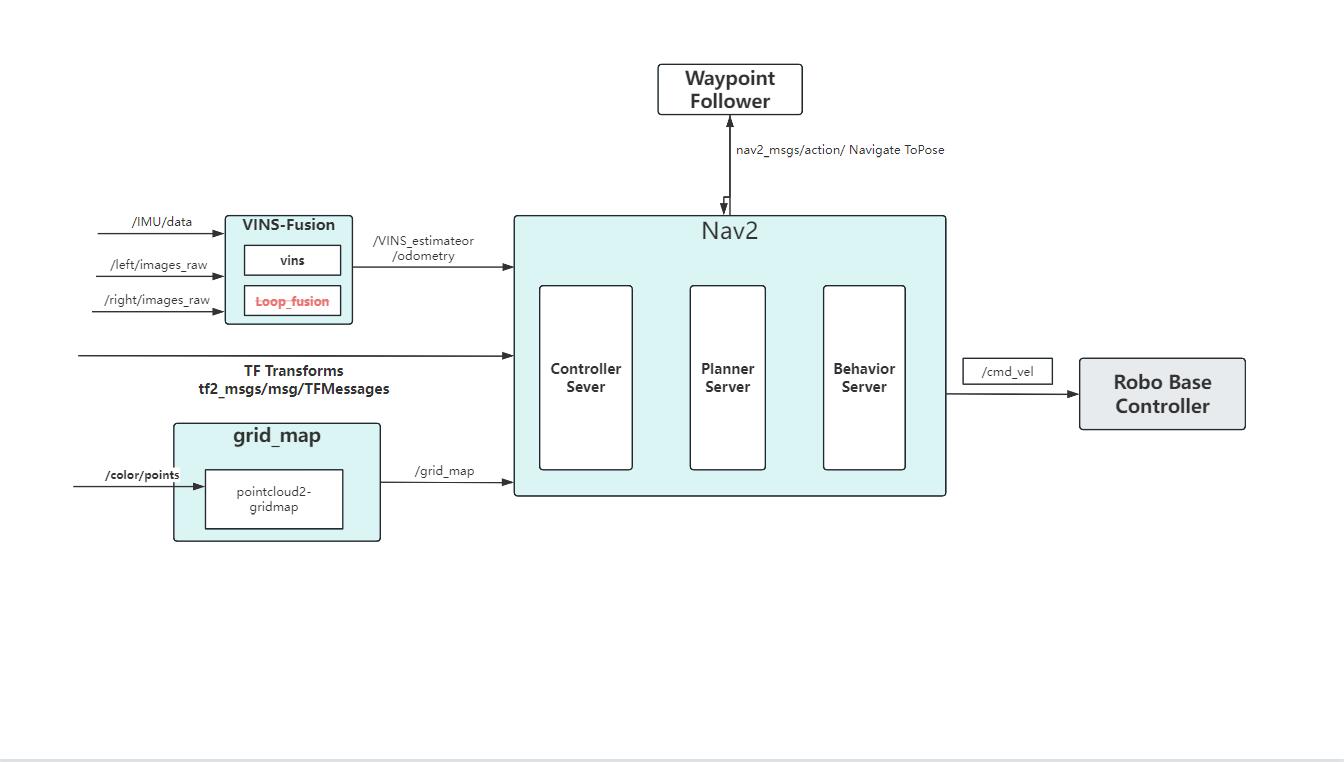 Waypoint
Follower
nav2_msgs/action/ Navigate ToPose
/IMU/data
/left/images_raw
/right/images_raw
VINS-Fusion
vins
Loop_fusion
/VINS_estimateor
/odometry
TF Transforms
tf2_msgs/msg/TFMessages
/color/points
grid_map
pointcloud2-
gridmap
/grid_map
Nav2
Controller
Sever
Planner
Server
Behavior
Server
/cmd_vel
Robo Base
Controller